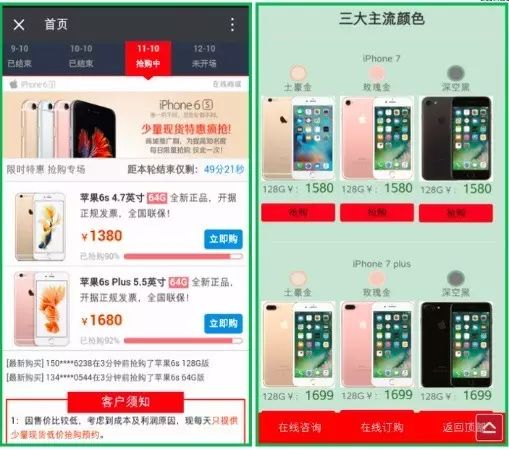 首页
9-10
已结束
10-10
已结束
11-10
抢购中
12-10
未开场
iPhone 6s
在线商城
iPhone 6S
少量现货特惠疯抢!
每日限量抢购 仅此一次!
限时特惠 抢购专场
距本轮结束仅剩: 49分21秒
苹果6s 4.7英寸 64G 全新正品,开据
正规发票,全国联保!
¥1380
立即购
已抢购90%
苹果6s Plus 5.5英寸 64G 全新正品,
开据正规发票,全国联保!
¥1680
立即购
已抢购92%
[最新购买] 150****6238在3分钟前抢购了苹果6s 128G版
[最新购买] 134****0544在3分钟前抢购了苹果6s 64G版
客户须知
1:因售价比较低,考虑到成本及利润原因,现每天只提供
少量现货低价抢购预约。
三大主流颜色
iPhone 7
土豪金
玫瑰金
深空黑
128G¥: 1580
128G¥: 1580
128G¥: 1580
抢购
抢购
抢购
iPhone 7 plus
土豪金
玫瑰金
深空黑
128G¥: 1699
128G¥: 1699
128G¥: 1699
在线咨询
在线订购
返回顶部